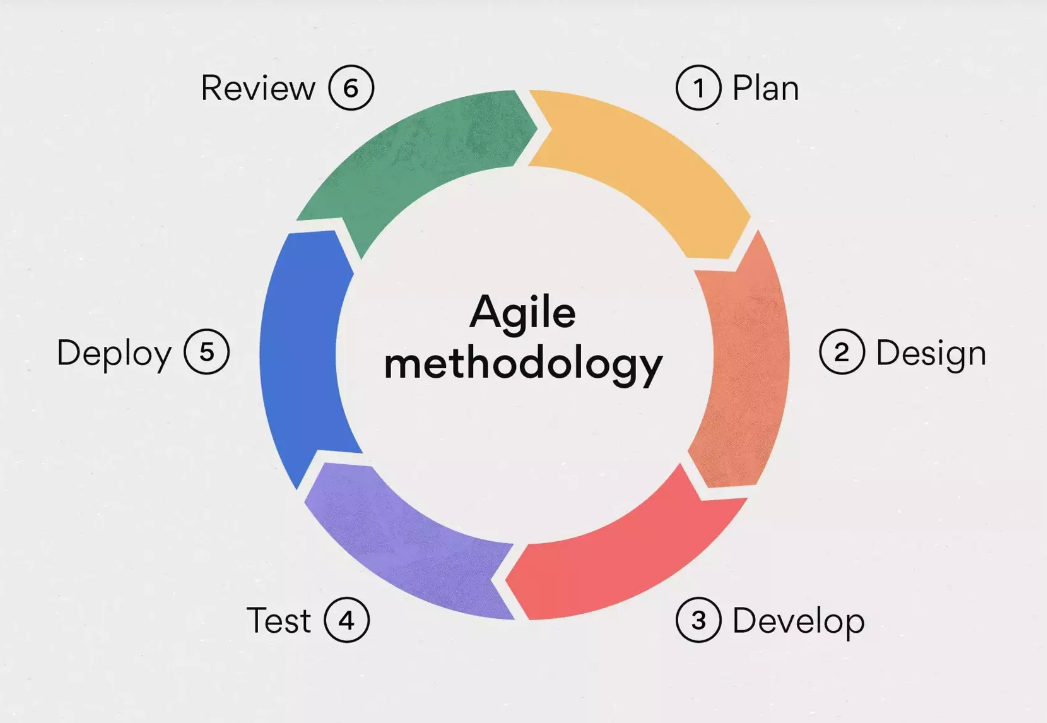 Review 6
1 Plan
Agile
methodology
Deploy 5
2 Design
Test 4
3 Develop